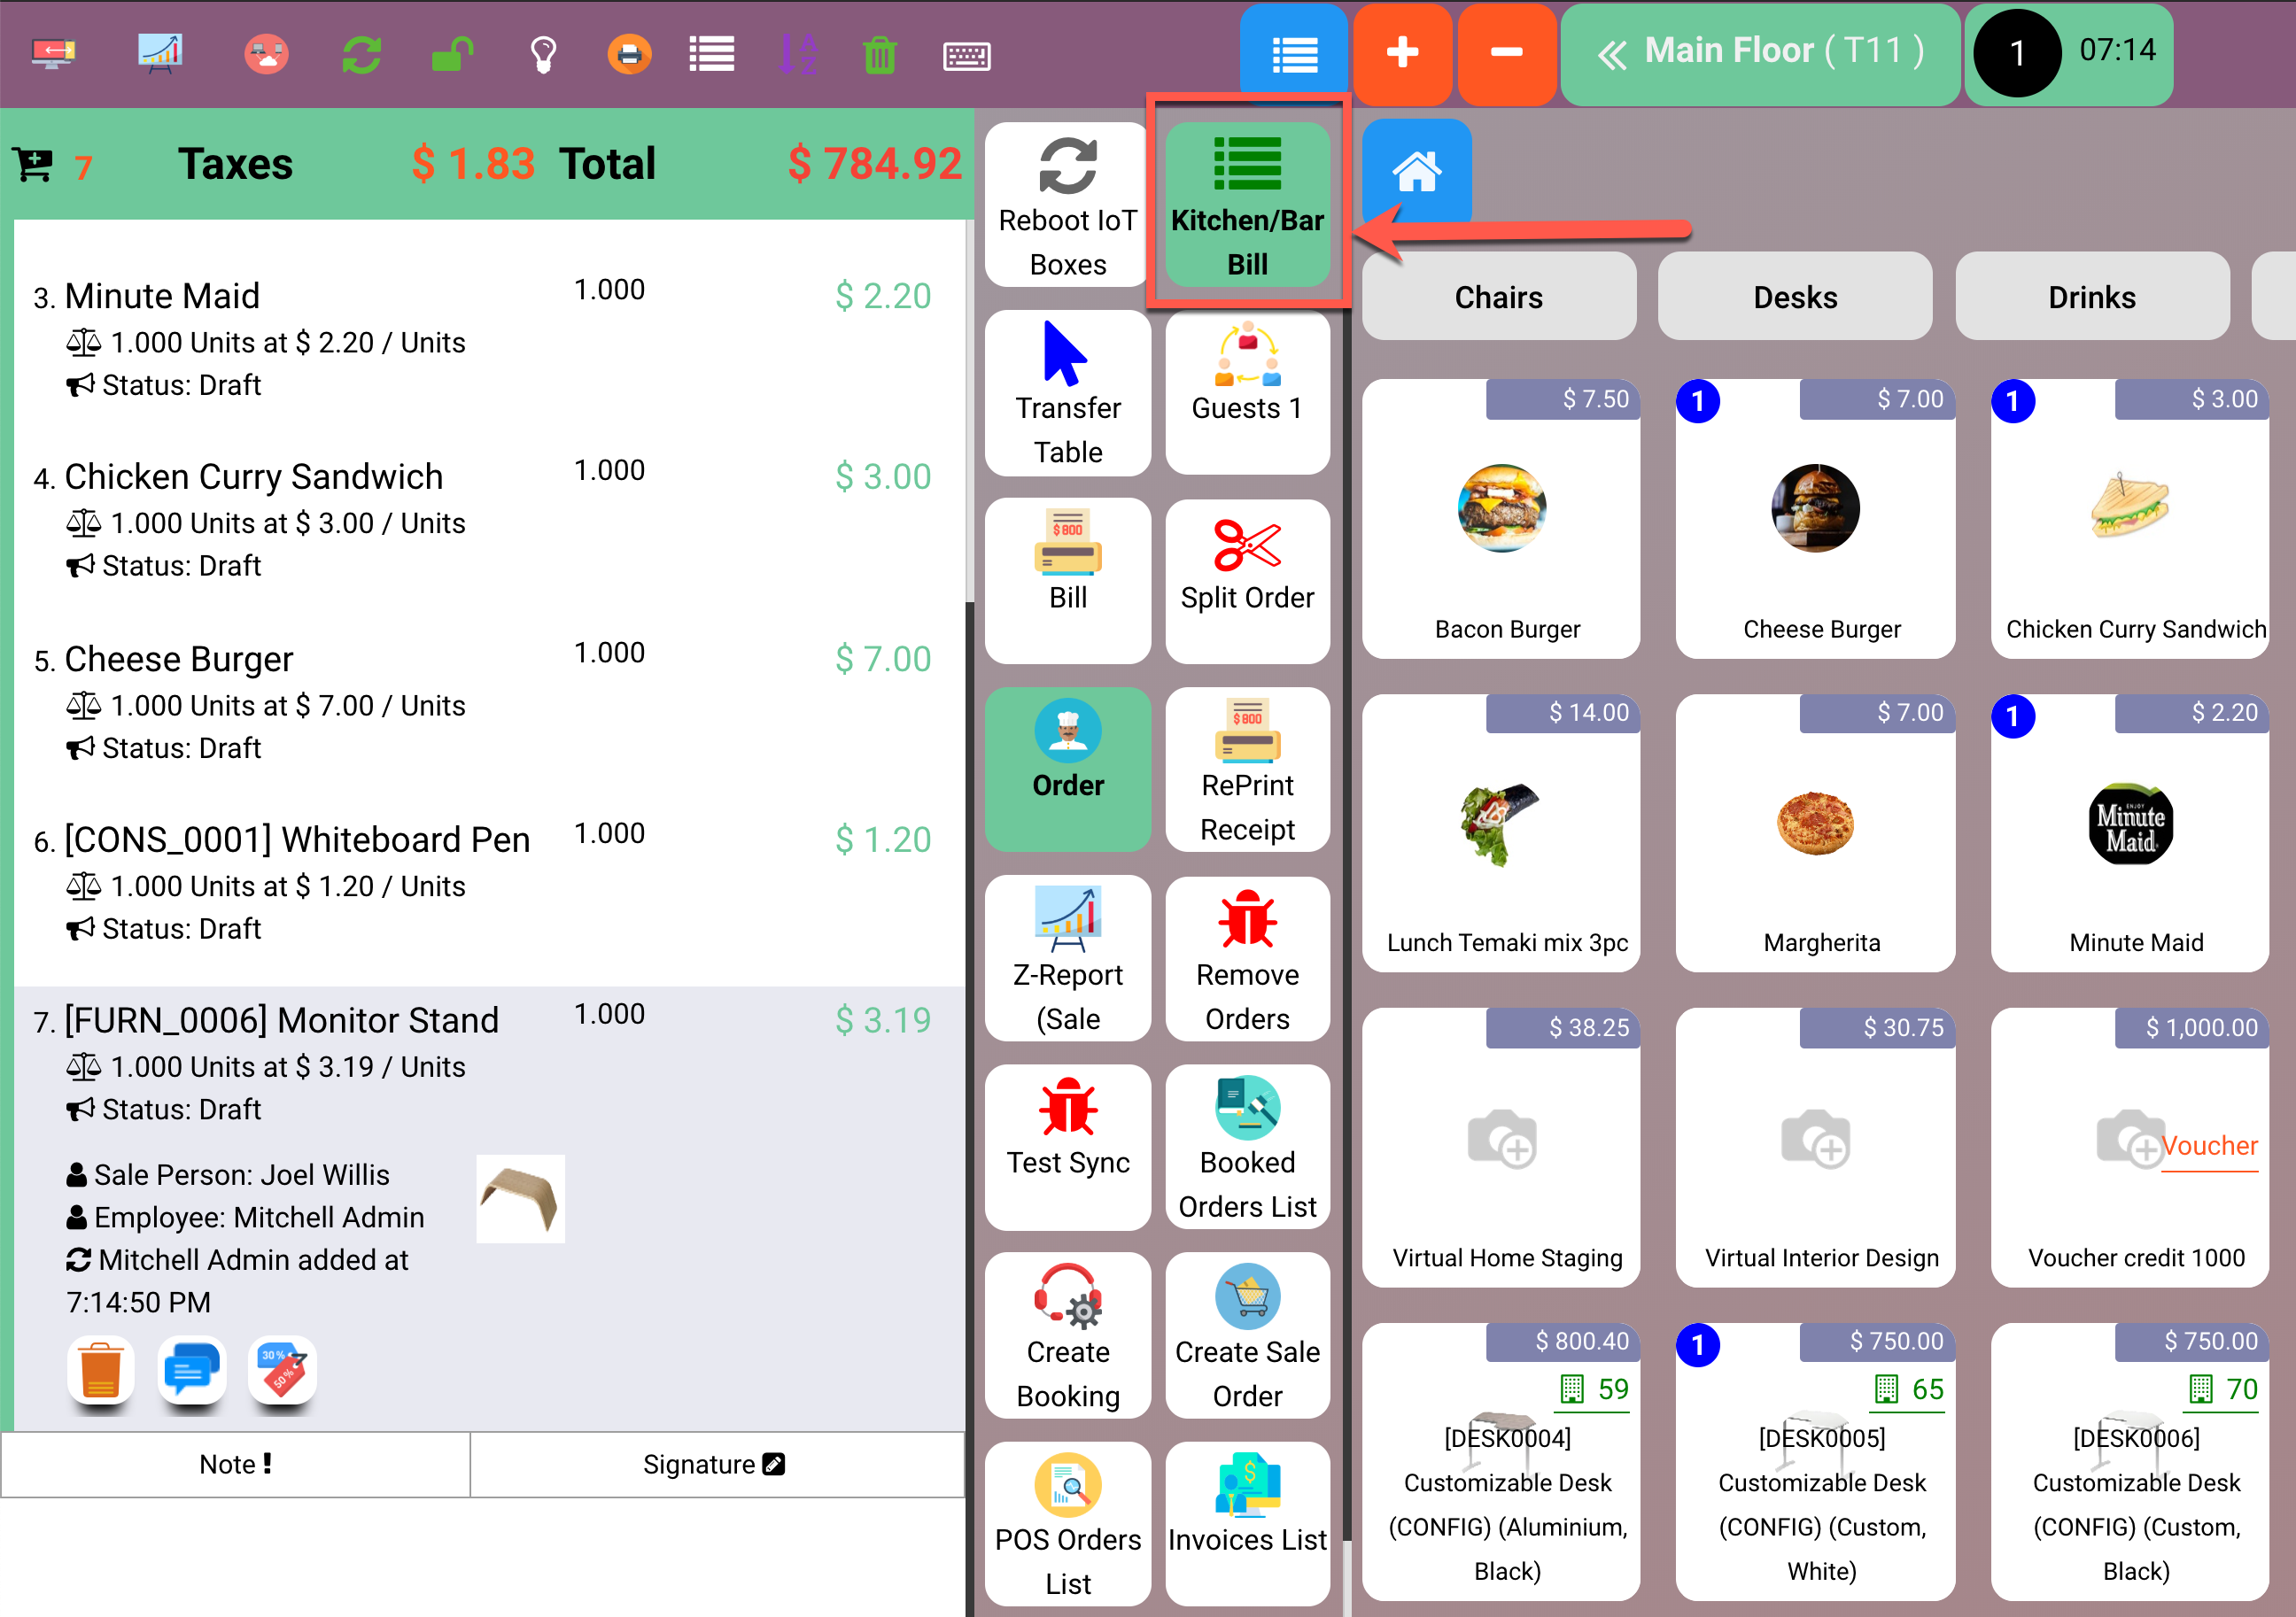 Main Floor ( T11 )
1
07:14
7
Taxes
$ 1.83
Total
$ 784.92
3. Minute Maid
1.000
$ 2.20
1.000 Units at $ 2.20 / Units
Status: Draft
4. Chicken Curry Sandwich
1.000
$ 3.00
1.000 Units at $ 3.00 / Units
Status: Draft
5. Cheese Burger
1.000
$ 7.00
1.000 Units at $ 7.00 / Units
Status: Draft
6. [CONS_0001] Whiteboard Pen
1.000
$ 1.20
1.000 Units at $ 1.20 / Units
Status: Draft
7. [FURN_0006] Monitor Stand
1.000
$ 3.19
1.000 Units at $ 3.19 / Units
Status: Draft
Sale Person: Joel Willis
Employee: Mitchell Admin
Mitchell Admin added at
7:14:50 PM
30%
50%
Note !
Signature
Reboot IoT
Boxes
Kitchen/Bar
Bill
Transfer
Table
Guests 1
$800
Bill
Split Order
Order
$800
RePrint
Receipt
Z-Report
(Sale
Remove
Orders
Test Sync
Booked
Orders List
Create
Booking
Create Sale
Order
POS Orders
List
Invoices List
Chairs
Desks
Drinks
$ 7.50
Bacon Burger
1
$ 7.00
Cheese Burger
1
$ 3.00
Chicken Curry Sandwich
$ 14.00
Lunch Temaki mix 3pc
$ 7.00
Margherita
1
$ 2.20
ENJOY
Minute
Maid
Minute Maid
$ 38.25
Virtual Home Staging
$ 30.75
Virtual Interior Design
$ 1,000.00
Voucher
Voucher credit 1000
$ 800.40
59
[DESK0004]
Customizable Desk
(CONFIG) (Aluminium,
Black)
1
$ 750.00
65
[DESK0005]
Customizable Desk
(CONFIG) (Custom,
White)
$ 750.00
70
[DESK0006]
Customizable Desk
(CONFIG) (Custom,
Black)